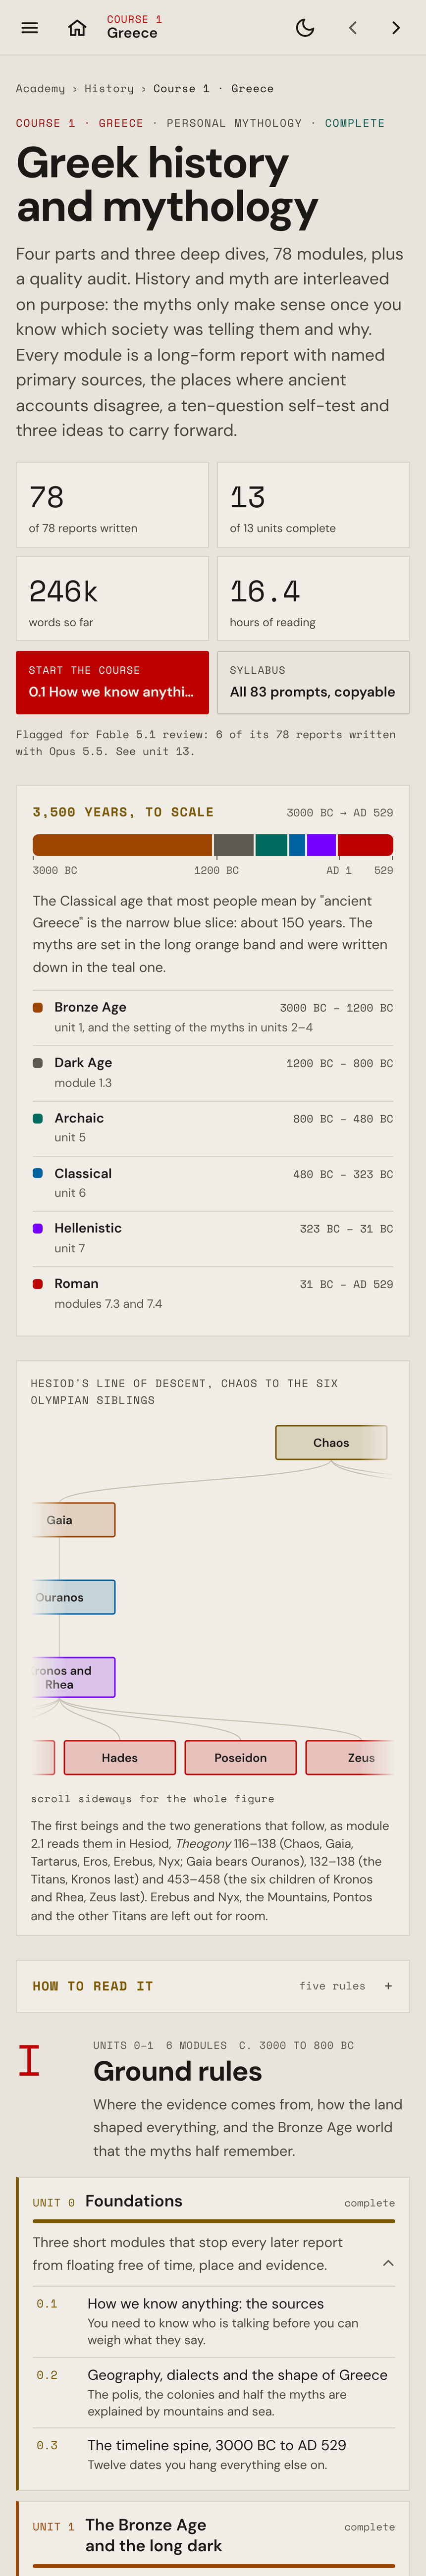 COURSE 1
Greece
Academy › History › Course 1 · Greece
COURSE 1 · GREECE · PERSONAL MYTHOLOGY · COMPLETE
Greek history
and mythology
Four parts and three deep dives, 78 modules, plus
a quality audit. History and myth are interleaved
on purpose: the myths only make sense once you
know which society was telling them and why.
Every module is a long-form report with named
primary sources, the places where ancient
accounts disagree, a ten-question self-test and
three ideas to carry forward.
78
of 78 reports written
13
of 13 units complete
246k
words so far
16.4
hours of reading
START THE COURSE
0.1 How we know anythi…
SYLLABUS
All 83 prompts, copyable
Flagged for Fable 5.1 review: 6 of its 78 reports written
with Opus 5.5. See unit 13.
3,500 YEARS, TO SCALE
3000 BC → AD 529
3000 BC
1200 BC
AD 1
529
The Classical age that most people mean by "ancient
Greece" is the narrow blue slice: about 150 years. The
myths are set in the long orange band and were written
down in the teal one.
Bronze Age
3000 BC – 1200 BC
unit 1, and the setting of the myths in units 2–4
Dark Age
1200 BC – 800 BC
module 1.3
Archaic
800 BC – 480 BC
unit 5
Classical
480 BC – 323 BC
unit 6
Hellenistic
323 BC – 31 BC
unit 7
Roman
31 BC – AD 529
modules 7.3 and 7.4
HESIOD'S LINE OF DESCENT, CHAOS TO THE SIX
OLYMPIAN SIBLINGS
Chaos
Gaia
Ouranos
ronos and
Rhea
Hades
Poseidon
Zeus
scroll sideways for the whole figure
The first beings and the two generations that follow, as module
2.1 reads them in Hesiod, Theogony 116–138 (Chaos, Gaia,
Tartarus, Eros, Erebus, Nyx; Gaia bears Ouranos), 132–138 (the
Titans, Kronos last) and 453–458 (the six children of Kronos
and Rhea, Zeus last). Erebus and Nyx, the Mountains, Pontos
and the other Titans are left out for room.
HOW TO READ IT
five rules +
I
UNITS 0–1 6 MODULES C. 3000 TO 800 BC
Ground rules
Where the evidence comes from, how the land
shaped everything, and the Bronze Age world
that the myths half remember.
UNIT 0 Foundations
complete
Three short modules that stop every later report
from floating free of time, place and evidence.
0.1
How we know anything: the sources
You need to know who is talking before you can
weigh what they say.
0.2
Geography, dialects and the shape of Greece
The polis, the colonies and half the myths are
explained by mountains and sea.
0.3
The timeline spine, 3000 BC to AD 529
Twelve dates you hang everything else on.
UNIT 1 The Bronze Age
and the long dark
complete